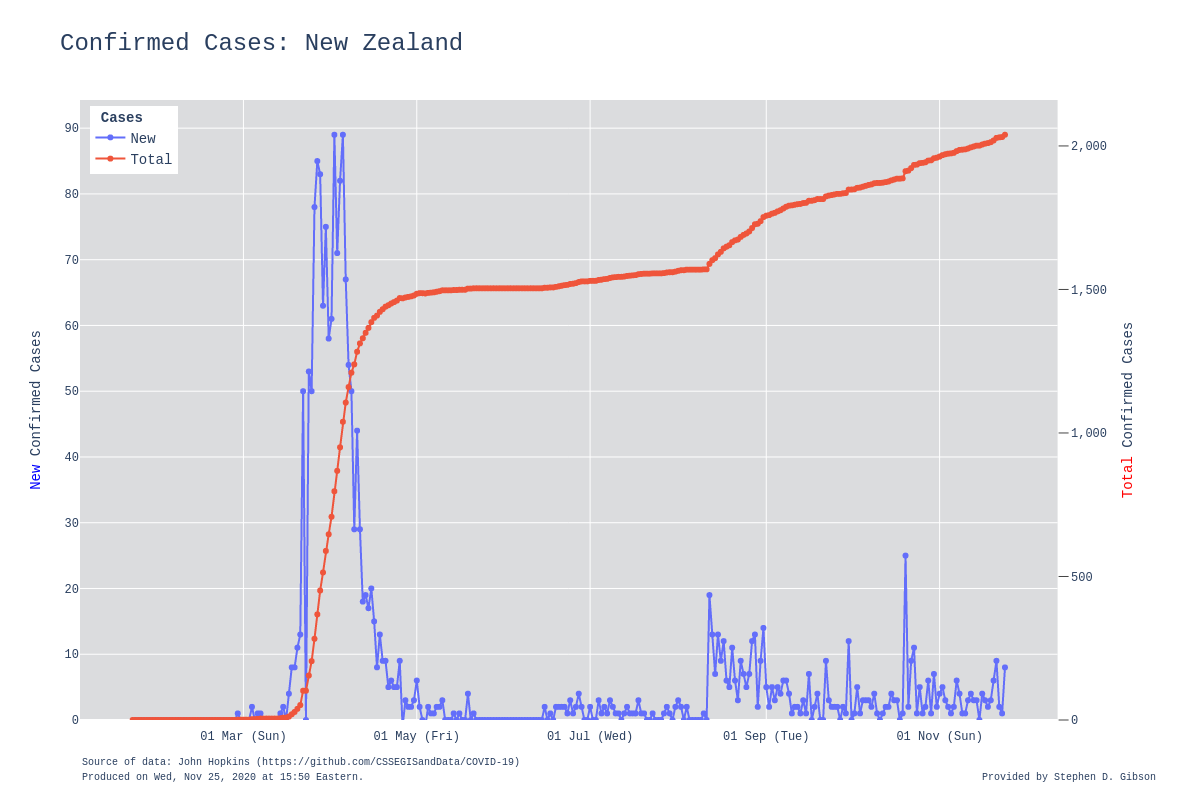 Confirmed Cases: New Zealand
Cases
New
Total
90
80
70
60
50
40
30
20
10
0
2,000
1,500
1,000
500
0
New Confirmed Cases
Total Confirmed Cases
01 Mar (Sun)
01 May (Fri)
01 Jul (Wed)
01 Sep (Tue)
01 Nov (Sun)
Source of data: John Hopkins (https://github.com/CSSEGISandData/COVID-19)
Produced on Wed, Nov 25, 2020 at 15:50 Eastern.
Provided by Stephen D. Gibson